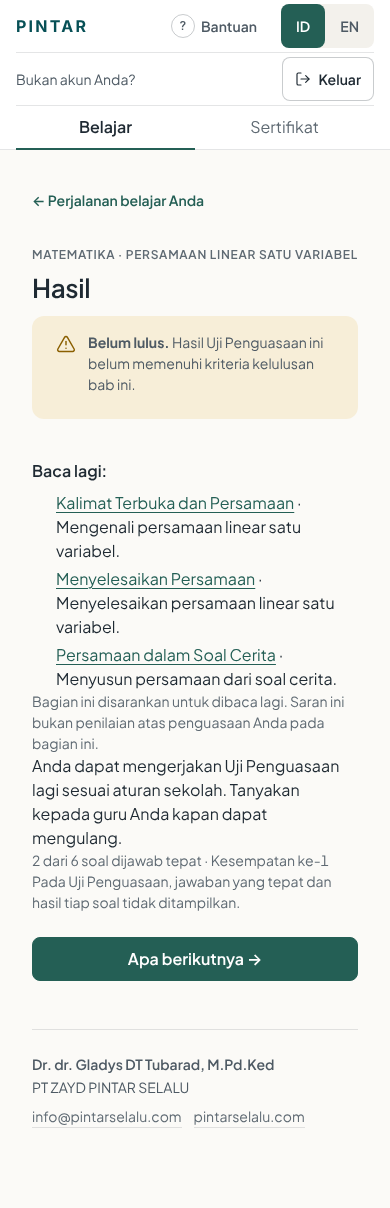 PINTAR
? Bantuan
ID
EN
Bukan akun Anda?
Keluar
Belajar
Sertifikat
← Perjalanan belajar Anda
MATEMATIKA · PERSAMAAN LINEAR SATU VARIABEL
Hasil
Belum lulus. Hasil Uji Penguasaan ini
belum memenuhi kriteria kelulusan
bab ini.
Baca lagi:
Kalimat Terbuka dan Persamaan ·
Mengenali persamaan linear satu
variabel.
Menyelesaikan Persamaan ·
Menyelesaikan persamaan linear satu
variabel.
Persamaan dalam Soal Cerita ·
Menyusun persamaan dari soal cerita.
Bagian ini disarankan untuk dibaca lagi. Saran ini
bukan penilaian atas penguasaan Anda pada
bagian ini.
Anda dapat mengerjakan Uji Penguasaan
lagi sesuai aturan sekolah. Tanyakan
kepada guru Anda kapan dapat
mengulang.
2 dari 6 soal dijawab tepat · Kesempatan ke-1
Pada Uji Penguasaan, jawaban yang tepat dan
hasil tiap soal tidak ditampilkan.
Apa berikutnya →
Dr. dr. Gladys DT Tubarad, M.Pd.Ked
PT ZAYD PINTAR SELALU
info@pintarselalu.com pintarselalu.com